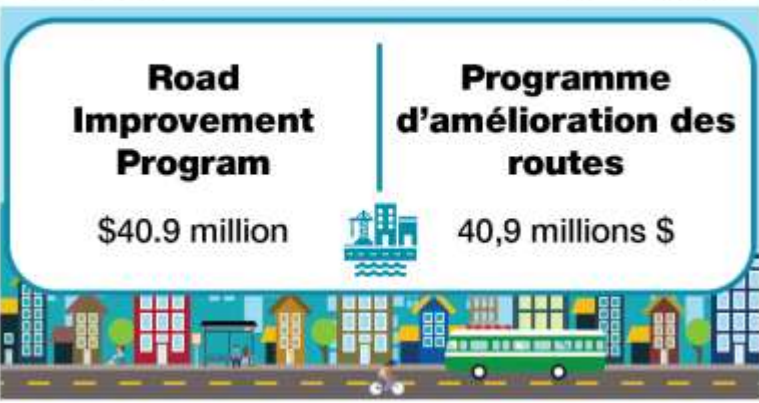 Road
Improvement
Program
$40.9 million
Programme
d'amélioration des
routes
40,9 millions $